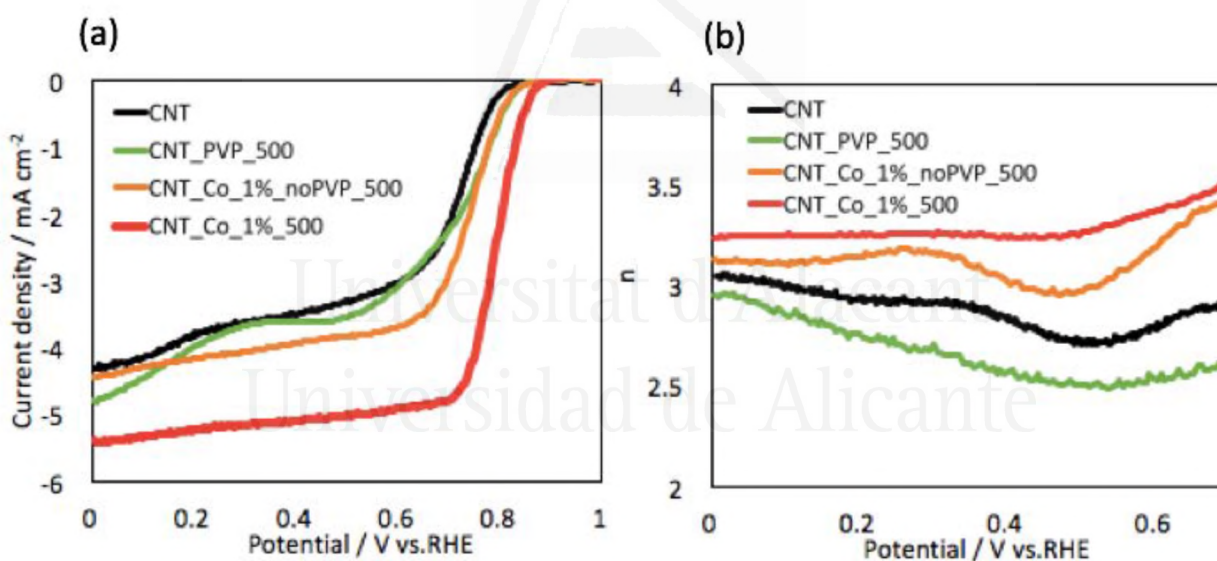 (a)
0
-1
-2
-3
-4
-5
-6
Current density / mA cm⁻²
CNT
CNT_PVP_500
CNT_Co_1%_noPVP_500
CNT_Co_1%_500
0 0.2 0.4 0.6 0.8 1
Potential / V vs.RHE
(b)
4
3.5
3
2.5
2
n
CNT
CNT_PVP_500
CNT_Co_1%_noPVP_500
CNT_Co_1%_500
0 0.2 0.4 0.6
Potential / V vs.RHE
Universitat d'Alacant
Universidad de Alicante